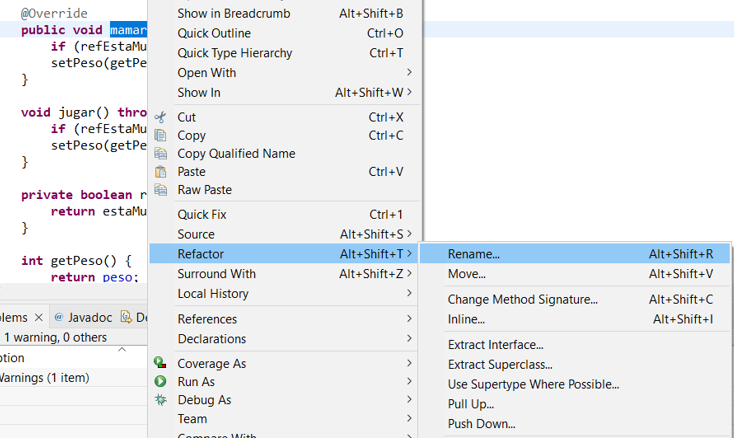 @Override
public void mamar
if (refEstaMu
setPeso(getPe
}
void jugar() thro
if (refEstaMu
setPeso(getPe
}
private boolean r
return estaMu
}
int getPeso() {
return peso;
blems
Javadoc
De
1 warning, 0 others
ption
Warnings (1 item)
Show in Breadcrumb Alt+Shift+B
Quick Outline Ctrl+O
Quick Type Hierarchy Ctrl+T
Open With >
Show In Alt+Shift+W >
Cut Ctrl+X
Copy Ctrl+C
Copy Qualified Name
Paste Ctrl+V
Raw Paste
Quick Fix Ctrl+1
Source Alt+Shift+S >
Refactor Alt+Shift+T >
Surround With Alt+Shift+Z >
Local History >
References >
Declarations >
Coverage As >
Run As >
Debug As >
Team >
Compare With >
Rename... Alt+Shift+R
Move... Alt+Shift+V
Change Method Signature... Alt+Shift+C
Inline... Alt+Shift+I
Extract Interface...
Extract Superclass...
Use Supertype Where Possible...
Pull Up...
Push Down...